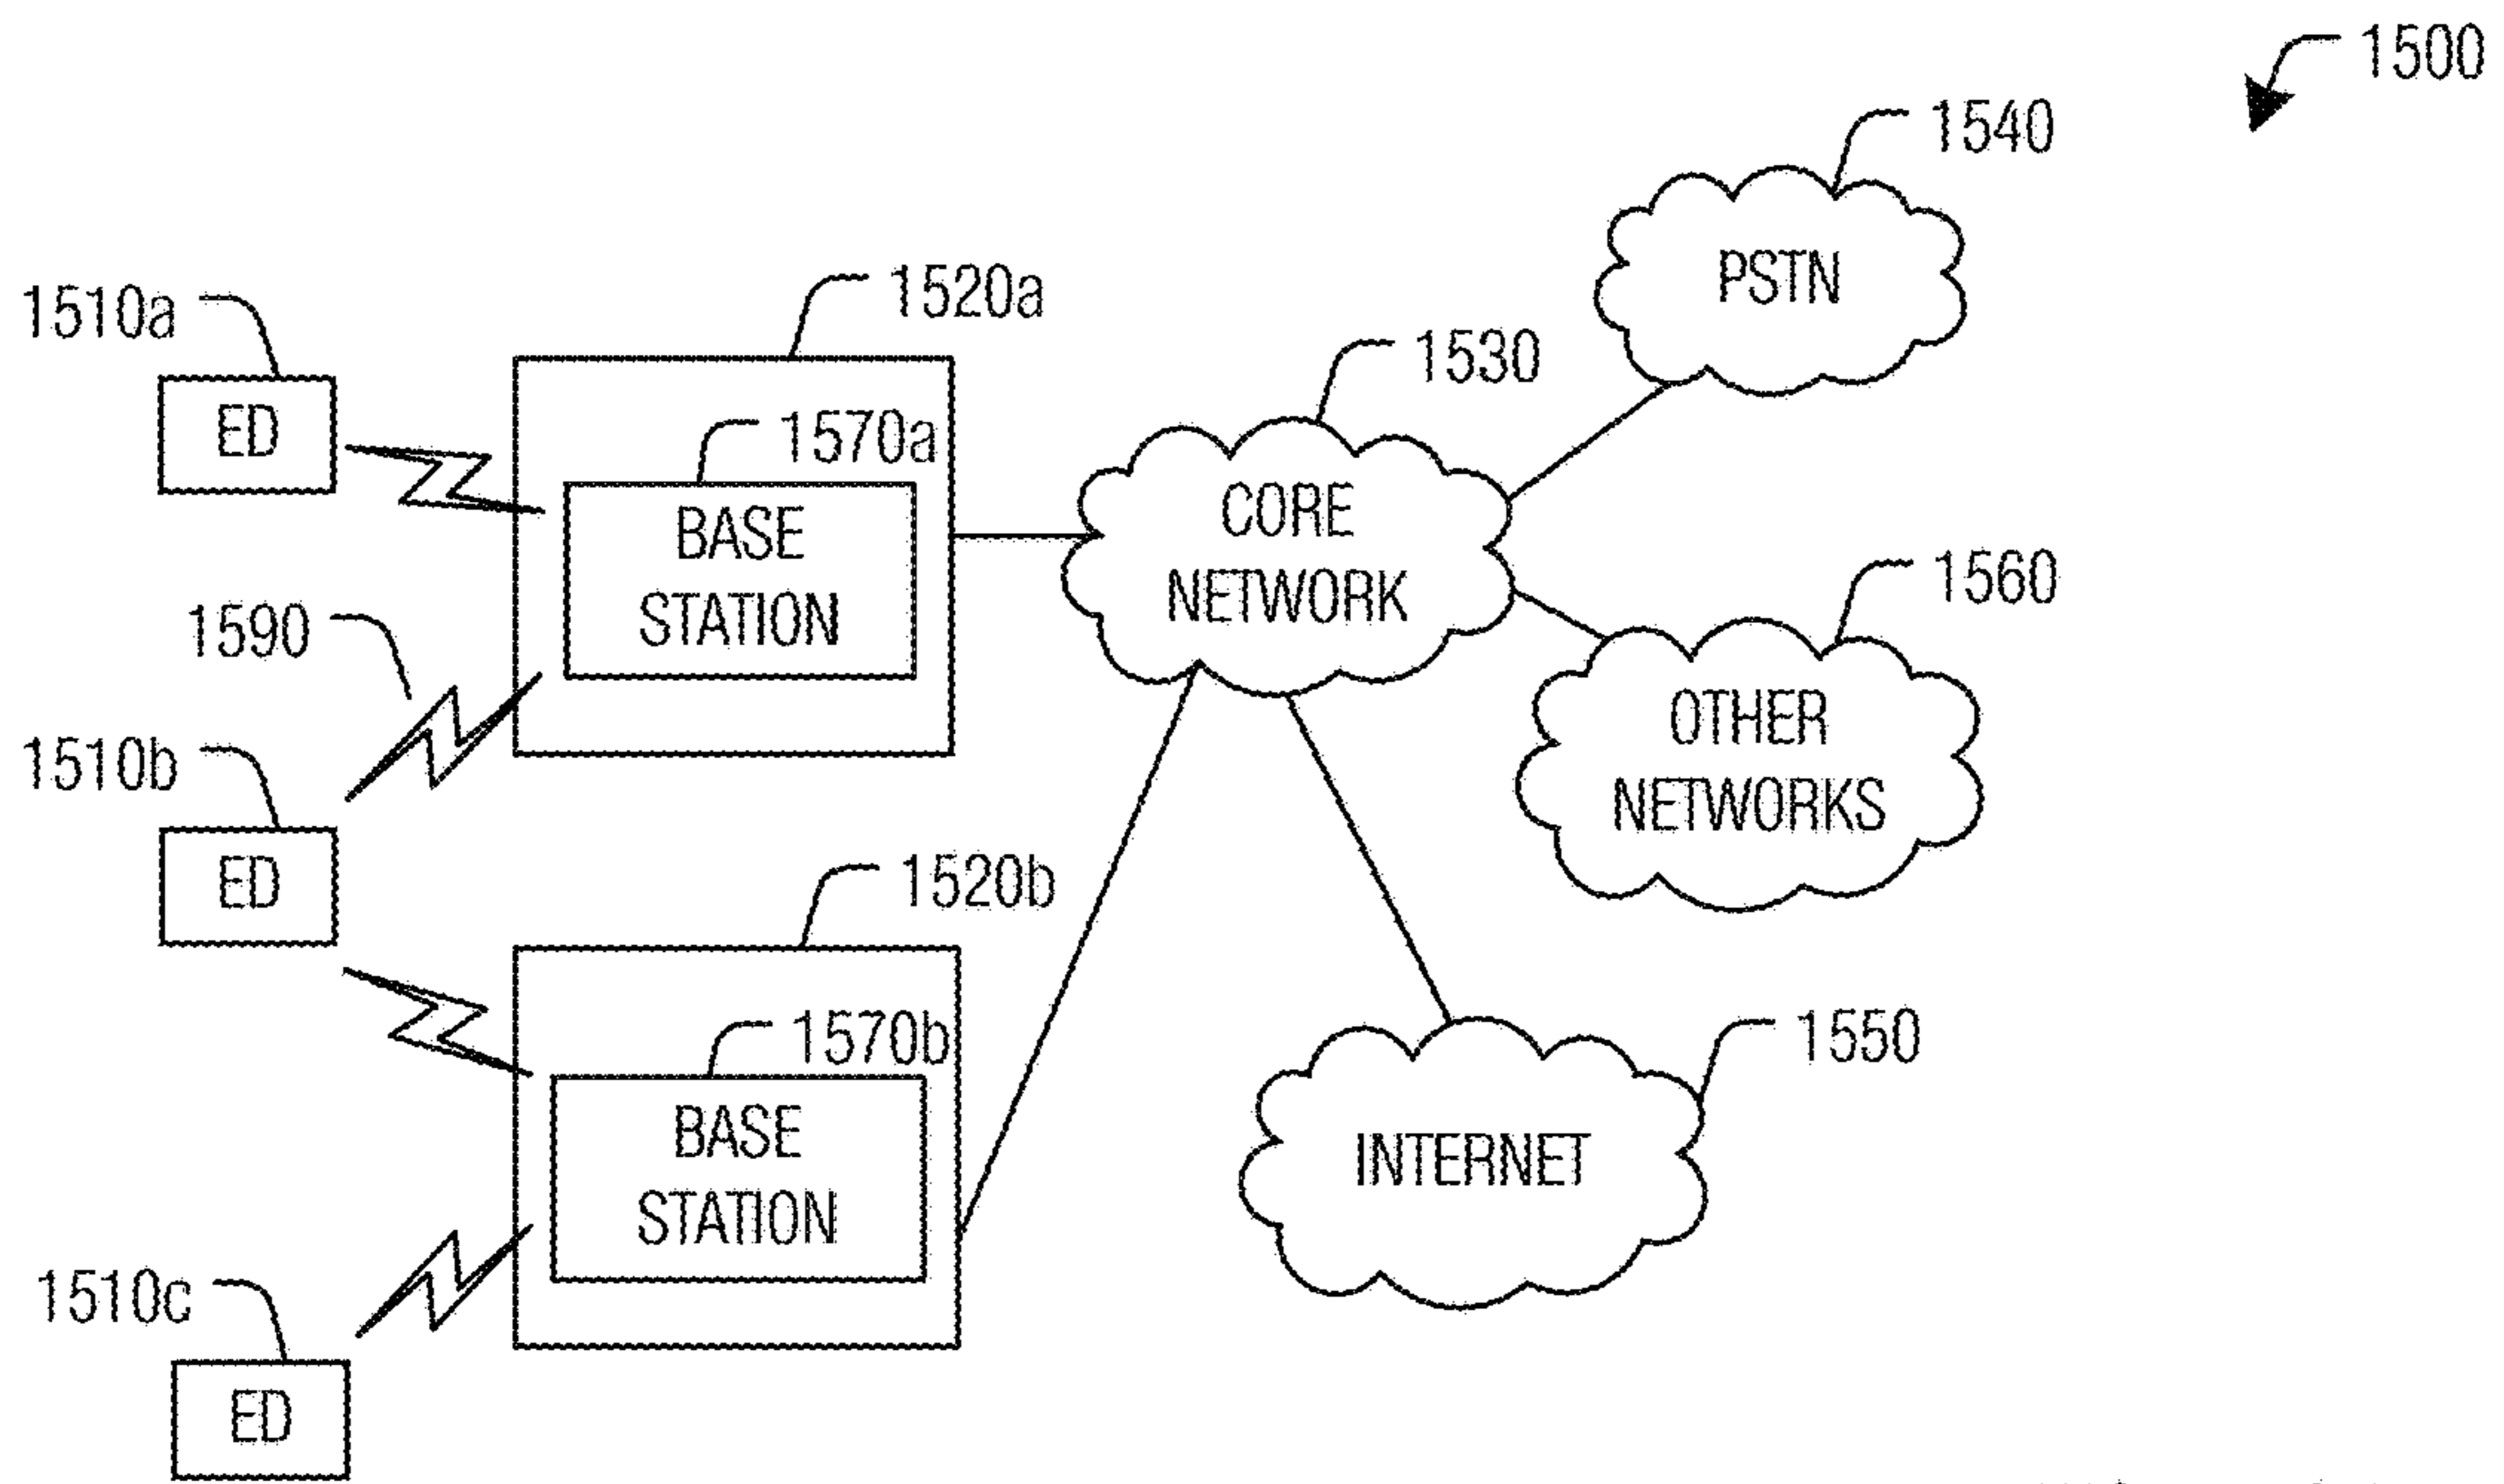 1500
1540
PSTN
1520a
1510a
1530
ED
1570a
CORE
NETWORK
BASE
STATION
1560
1590
OTHER
NETWORKS
1510b
ED
1520b
1570b
1550
BASE
STATION
INTERNET
1510c
ED